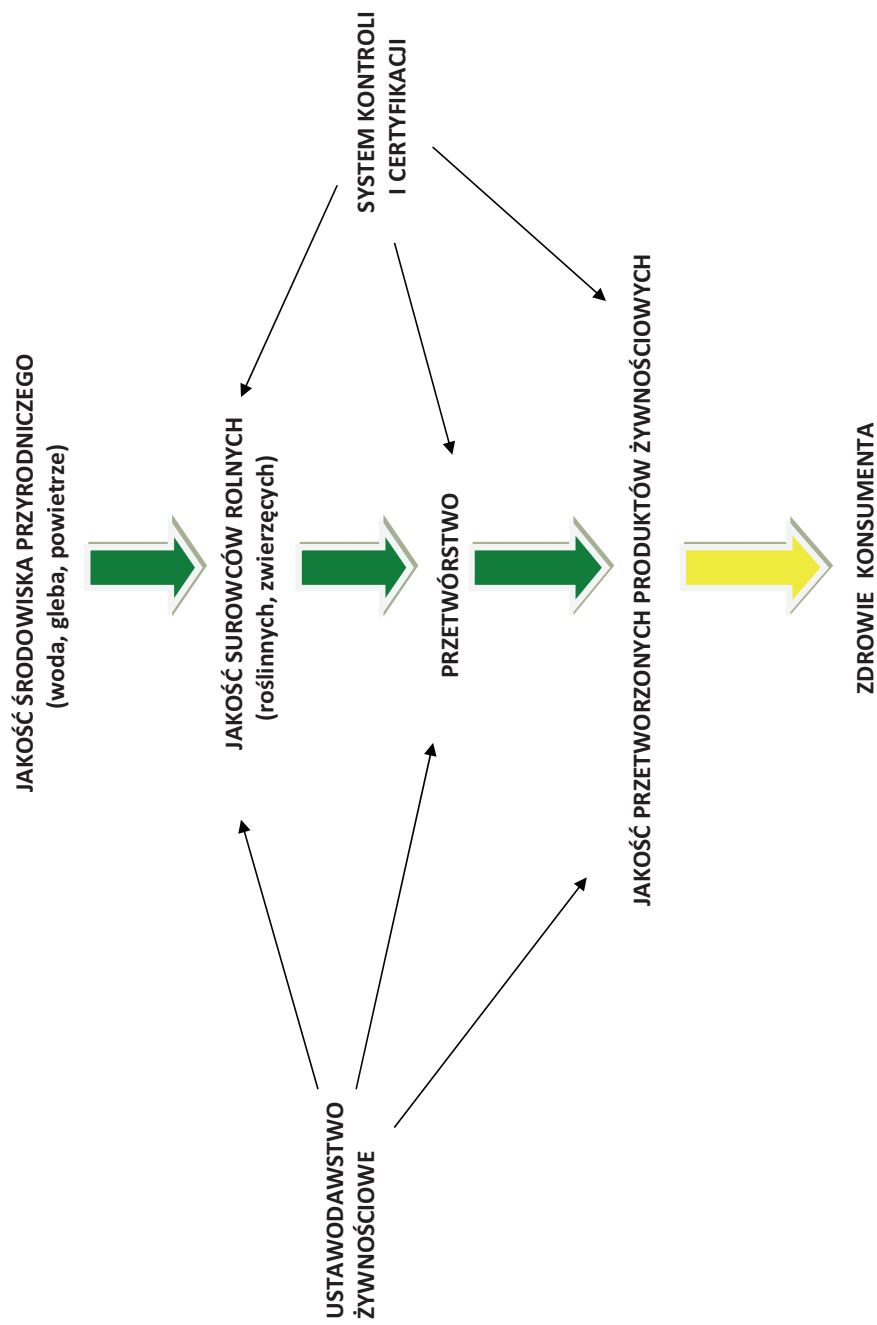 JAKOŚĆ ŚRODOWISKA PRZYRODNICZEGO
(woda, gleba, powietrze)
JAKOŚĆ SUROWCÓW ROLNYCH
(roślinnych, zwierzęcych)
USTAWODAWSTWO
ŻYWNOŚCIOWE
SYSTEM KONTROLI
I CERTYFIKACJI
PRZETWÓRSTWO
JAKOŚĆ PRZETWORZONYCH PRODUKTÓW ŻYWNOŚCIOWYCH
ZDROWIE KONSUMENTA